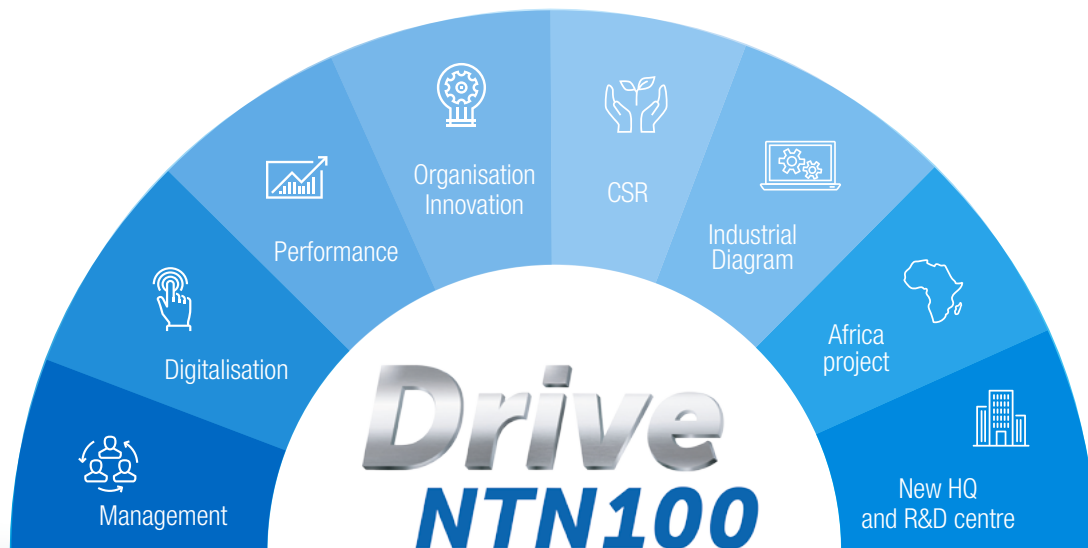 Management
Digitalisation
Performance
Organisation
Innovation
CSR
Industrial
Diagram
Africa
project
New HQ
and R&D centre
Drive
NTN100